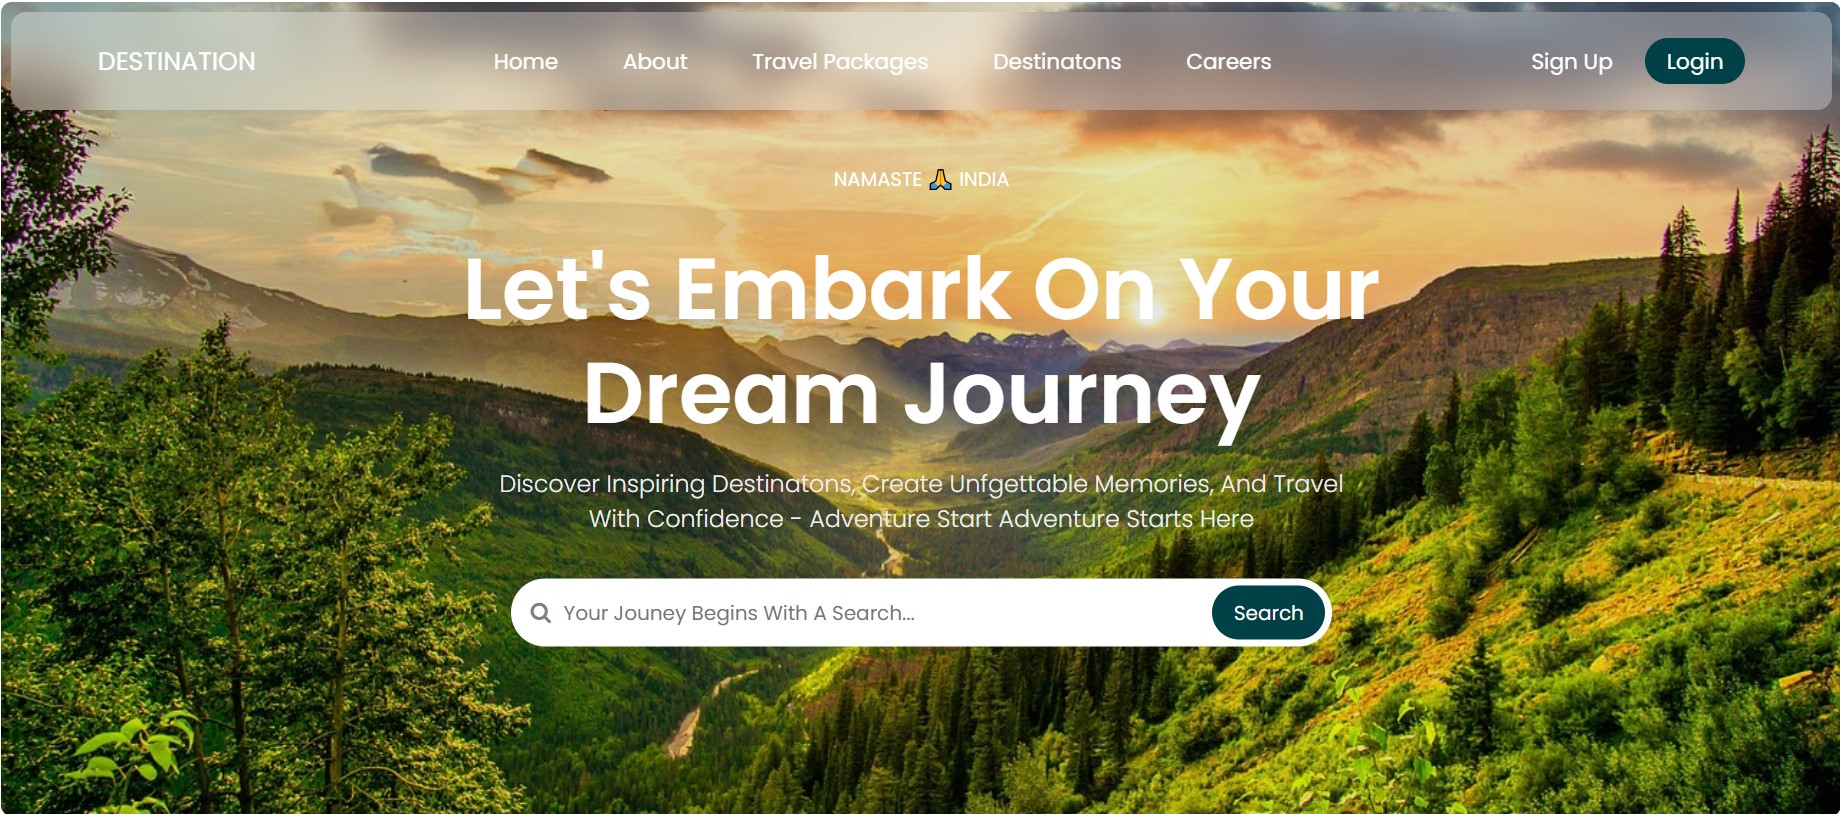 DESTINATION
Home
About
Travel Packages
Destinatons
Careers
Sign Up
Login
NAMASTE 🙏 INDIA
Let's Embark On Your
Dream Journey
Discover Inspiring Destinatons, Create Unfgettable Memories, And Travel
With Confidence - Adventure Start Adventure Starts Here
Your Jouney Begins With A Search...
Search